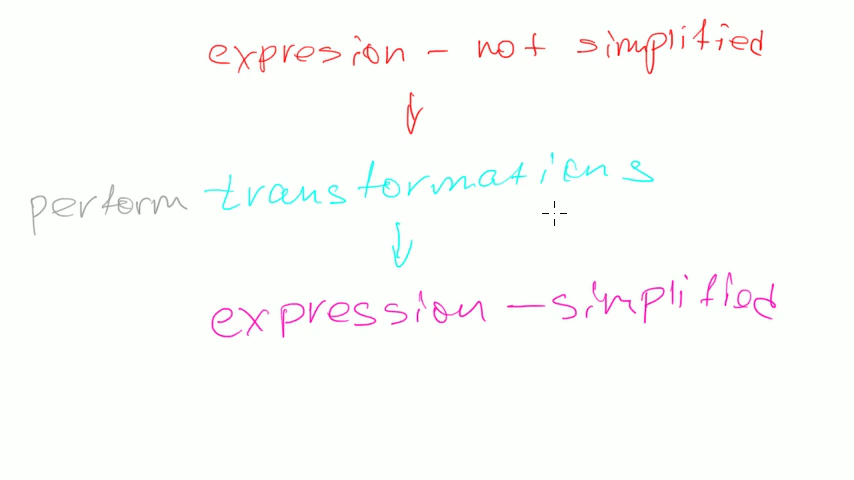 expresion - not simplified
perform transformations
expression - simplified